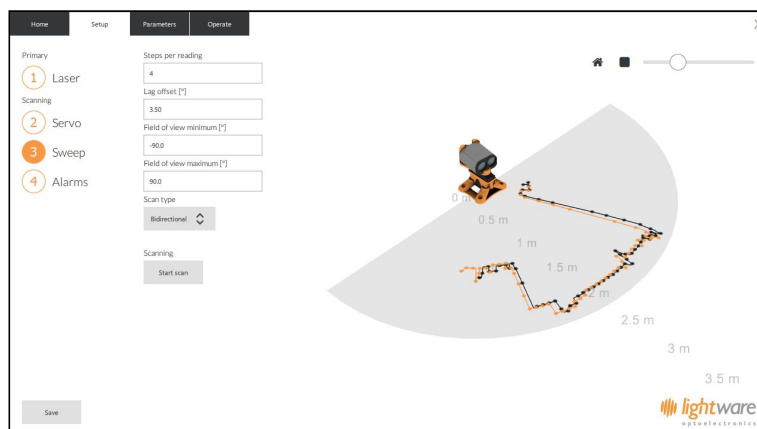 Home
Setup
Parameters
Operate
Primary
1 Laser
Scanning
2 Servo
3 Sweep
4 Alarms
Save
Steps per reading
4
Lag offset [°]
3.50
Field of view minimum [°]
-90.0
Field of view maximum [°]
90.0
Scan type
Bidirectional
Scanning
Start scan
0 m
0.5 m
1 m
1.5 m
2 m
2.5 m
3 m
3.5 m
lightware
optoelectronics